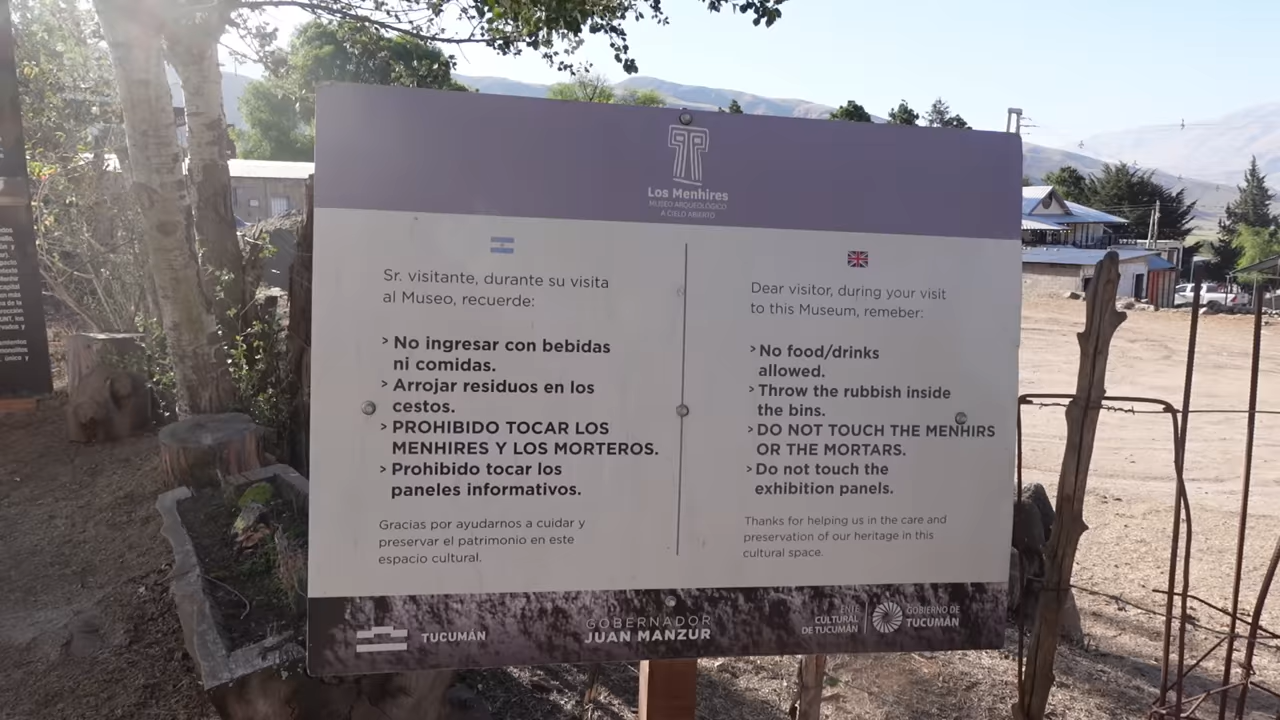 Los Menhires
MUSEO ARQUEOLÓGICO
A CIELO ABIERTO
Sr. visitante, durante su visita
al Museo, recuerde:
> No ingresar con bebidas
ni comidas.
> Arrojar residuos en los
cestos.
> PROHIBIDO TOCAR LOS
MENHIRES Y LOS MORTEROS.
> Prohibido tocar los
paneles informativos.
Gracias por ayudarnos a cuidar y
preservar el patrimonio en este
espacio cultural.
Dear visitor, during your visit
to this Museum, remeber:
> No food/drinks
allowed.
> Throw the rubbish inside
the bins.
> DO NOT TOUCH THE MENHIRS
OR THE MORTARS.
> Do not touch the
exhibition panels.
Thanks for helping us in the care and
preservation of our heritage in this
cultural space.
TUCUMÁN
GOBERNADOR
JUAN MANZUR
ENTE
CULTURAL
DE TUCUMÁN
GOBIERNO DE
TUCUMÁN